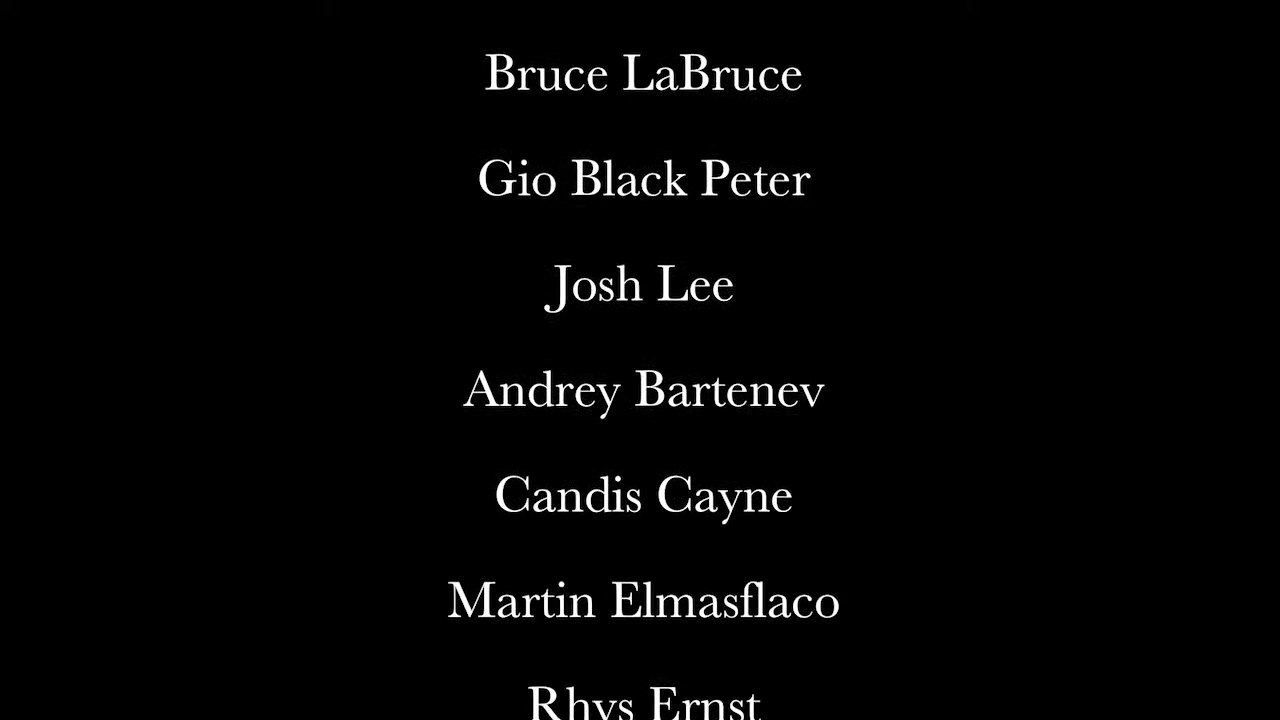 Bruce LaBruce
Gio Black Peter
Josh Lee
Andrey Bartenev
Candis Cayne
Martin Elmasflaco
Rhys Ernst